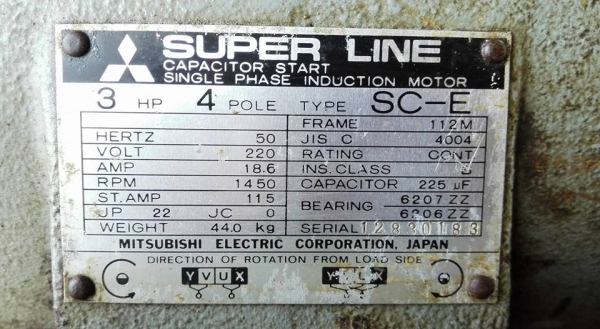 SUPER LINE
CAPACITOR START
SINGLE PHASE INDUCTION MOTOR
3 HP 4 POLE TYPE SC-E
FRAME 112M
HERTZ 50 JIS C 4004
VOLT 220 RATING CONT
AMP 18.6 INS.CLASS
RPM 1450 CAPACITOR 225 µF
ST.AMP 115 BEARING 6207ZZ
JP 22 JC 0 6206ZZ
WEIGHT 44.0 kg SERIAL 12830183
MITSUBISHI ELECTRIC CORPORATION, JAPAN
DIRECTION OF ROTATION FROM LOAD SIDE
Y V U X